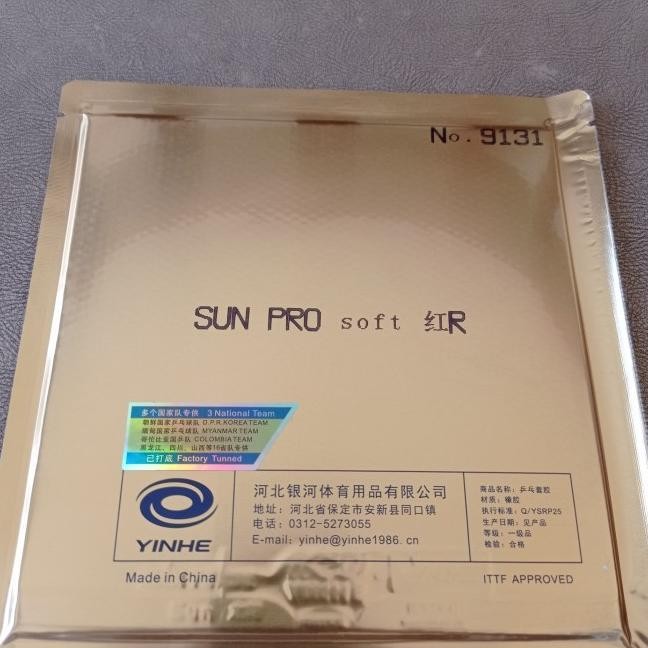 No. 9131
SUN PRO soft 红R
多个国家队专供 3 National Team
朝鲜国家乒乓球队 D.P.R.KOREA TEAM
缅甸国家乒乓球队 MYANMAR TEAM
哥伦比亚国乒队 COLOMBIA TEAM
黑龙江、四川、山西等16省队专供
已打底 Factory Tunned
YINHE
河北银河体育用品有限公司
地址：河北省保定市安新县同口镇
电话：0312-5273055
E-mail：yinhe@yinhe1986.cn
商品名称：乒乓套胶
材质：橡胶
执行标准：Q/YSRP25
生产日期：见产品
等级：一级品
检验：合格
Made in China
ITTF APPROVED